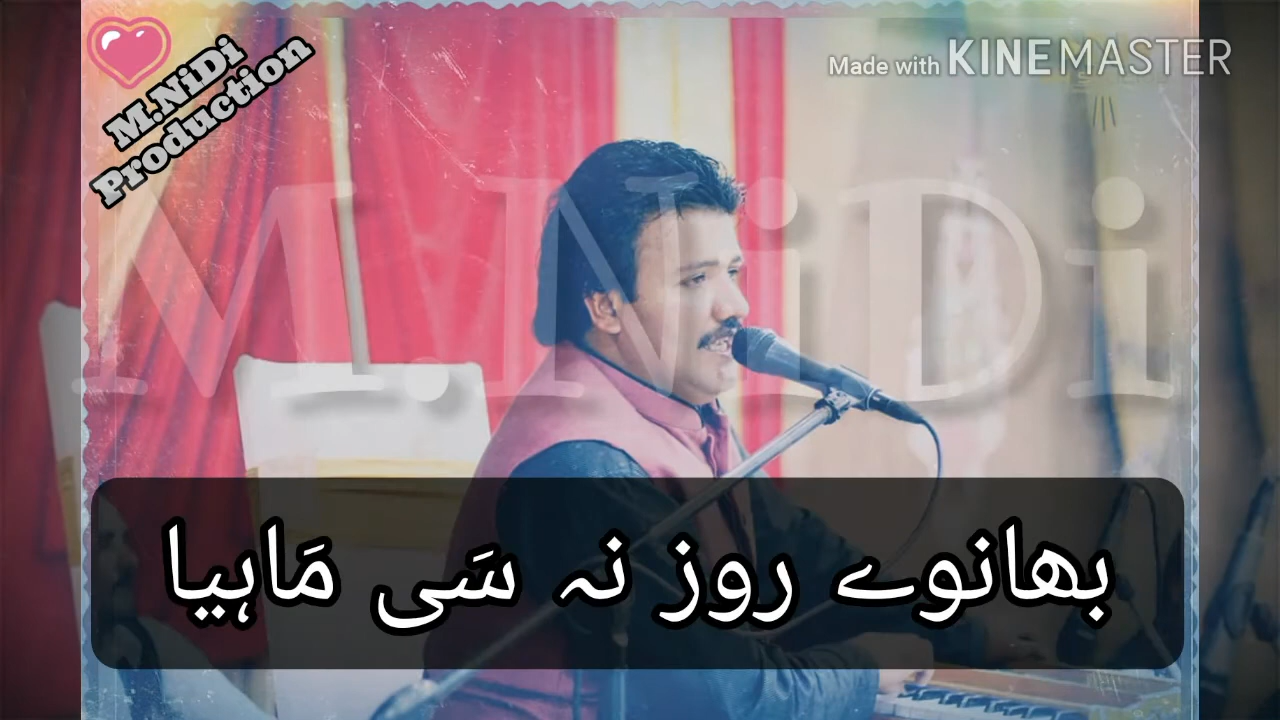 M.NiDi
Production
Made with KINEMASTER
M.NiDi
بھانوے روز نہ سَی مَاہیا